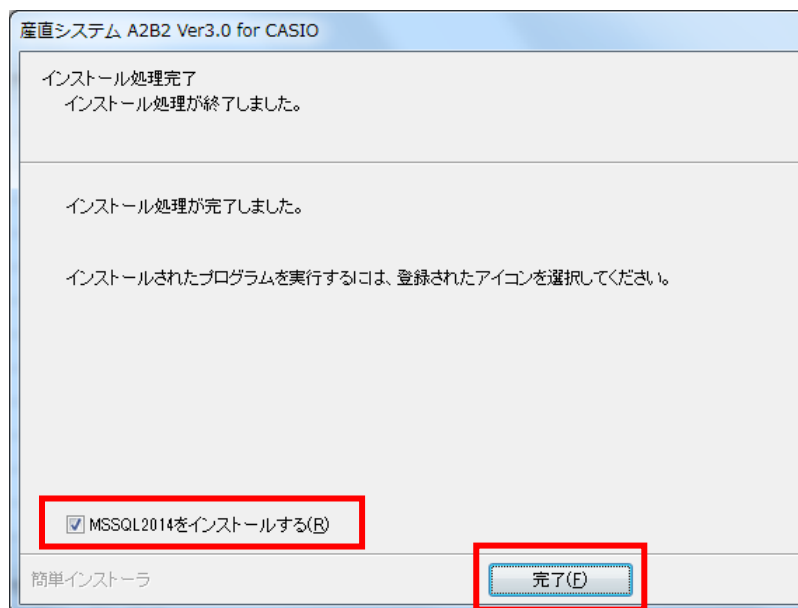 産直システム A2B2 Ver3.0 for CASIO
インストール処理完了
インストール処理が終了しました。
インストール処理が完了しました。
インストールされたプログラムを実行するには、登録されたアイコンを選択してください。
MSSQL2014をインストールする(R)
簡単インストーラ
完了(F)